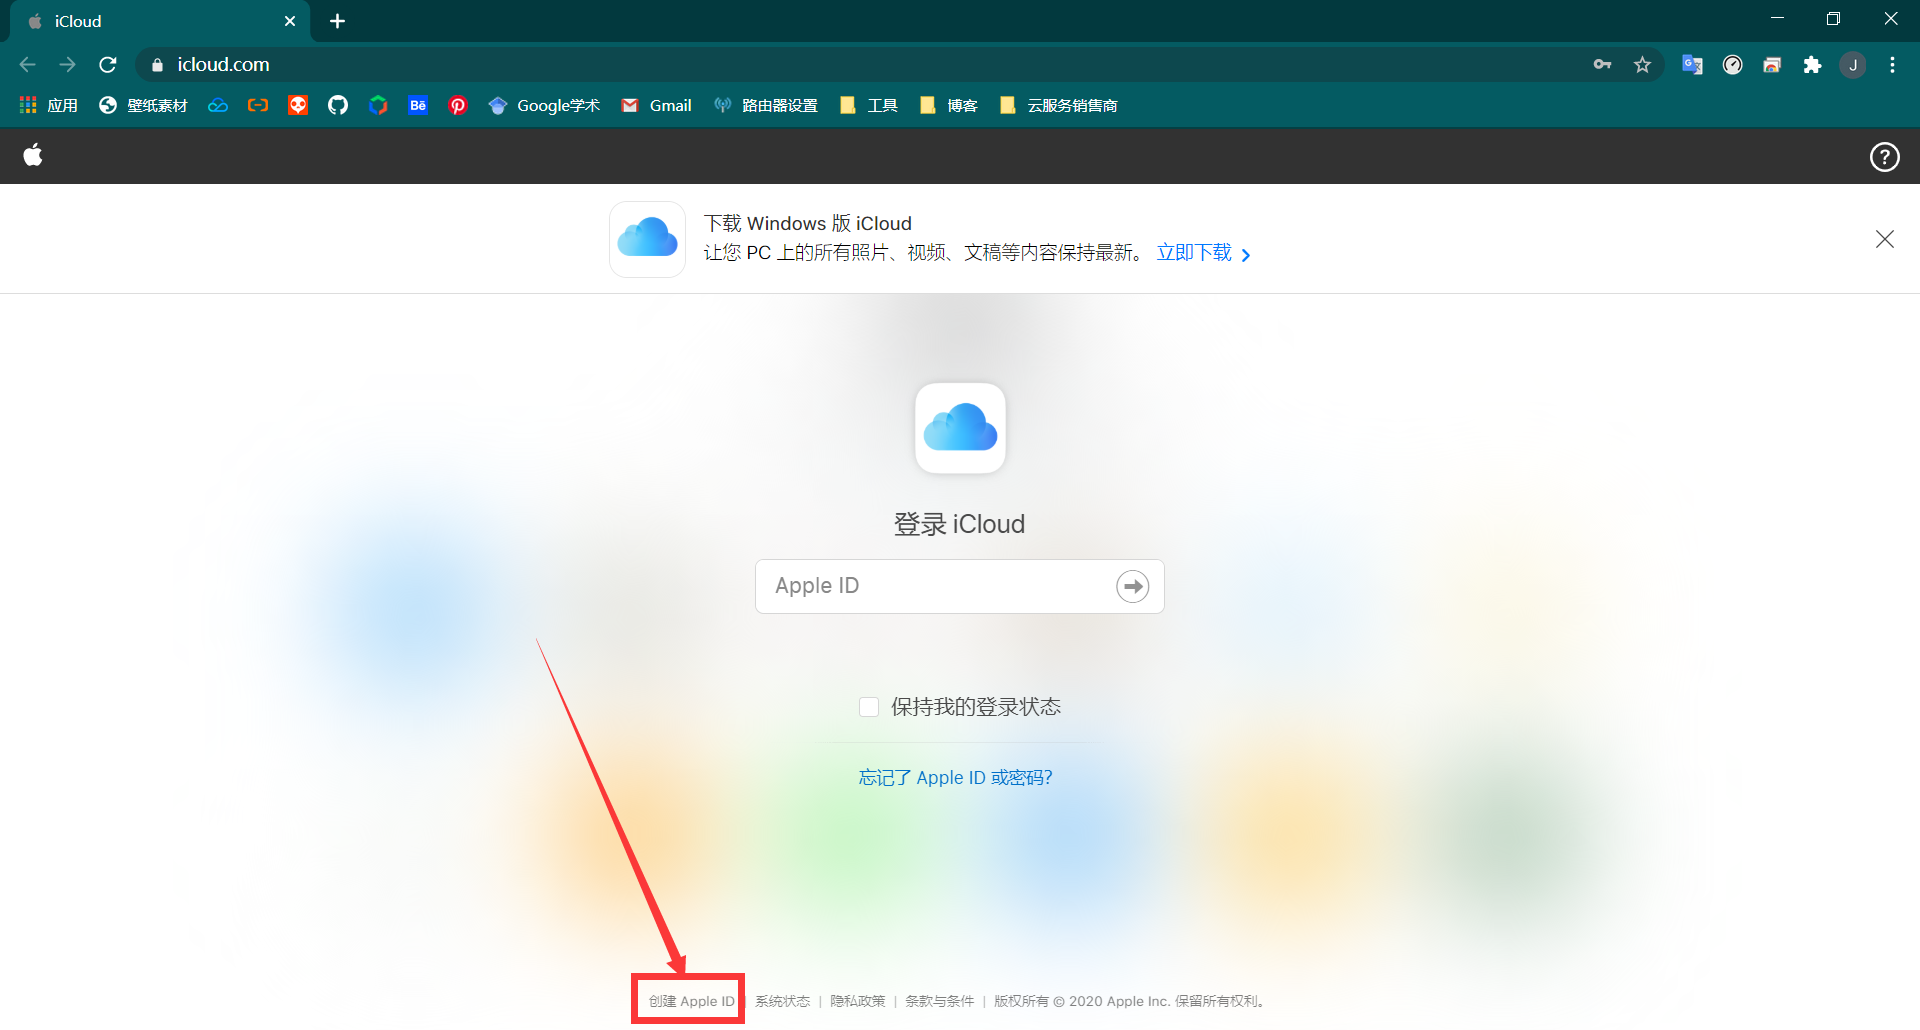 iCloud
icloud.com
J
应用 壁纸素材 Bē Google学术 Gmail 路由器设置 工具 博客 云服务销售商
下载 Windows 版 iCloud
让您 PC 上的所有照片、视频、文稿等内容保持最新。 立即下载
登录 iCloud
Apple ID
保持我的登录状态
忘记了 Apple ID 或密码?
创建 Apple ID | 系统状态 | 隐私政策 | 条款与条件 | 版权所有 © 2020 Apple Inc. 保留所有权利。